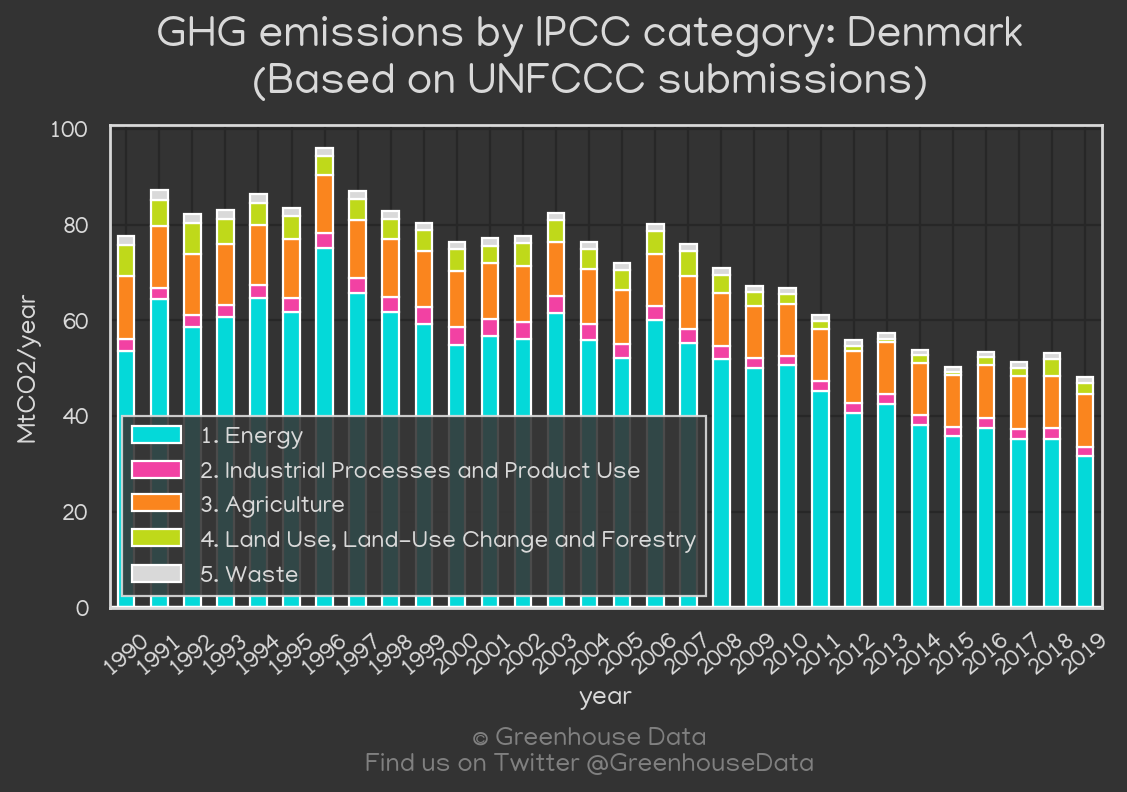 GHG emissions by IPCC category: Denmark
(Based on UNFCCC submissions)
MtCO2/year
100
80
60
40
20
0
1. Energy
2. Industrial Processes and Product Use
3. Agriculture
4. Land Use, Land-Use Change and Forestry
5. Waste
1990 1991 1992 1993 1994 1995 1996 1997 1998 1999 2000 2001 2002 2003 2004 2005 2006 2007 2008 2009 2010 2011 2012 2013 2014 2015 2016 2017 2018 2019
year
© Greenhouse Data
Find us on Twitter @GreenhouseData